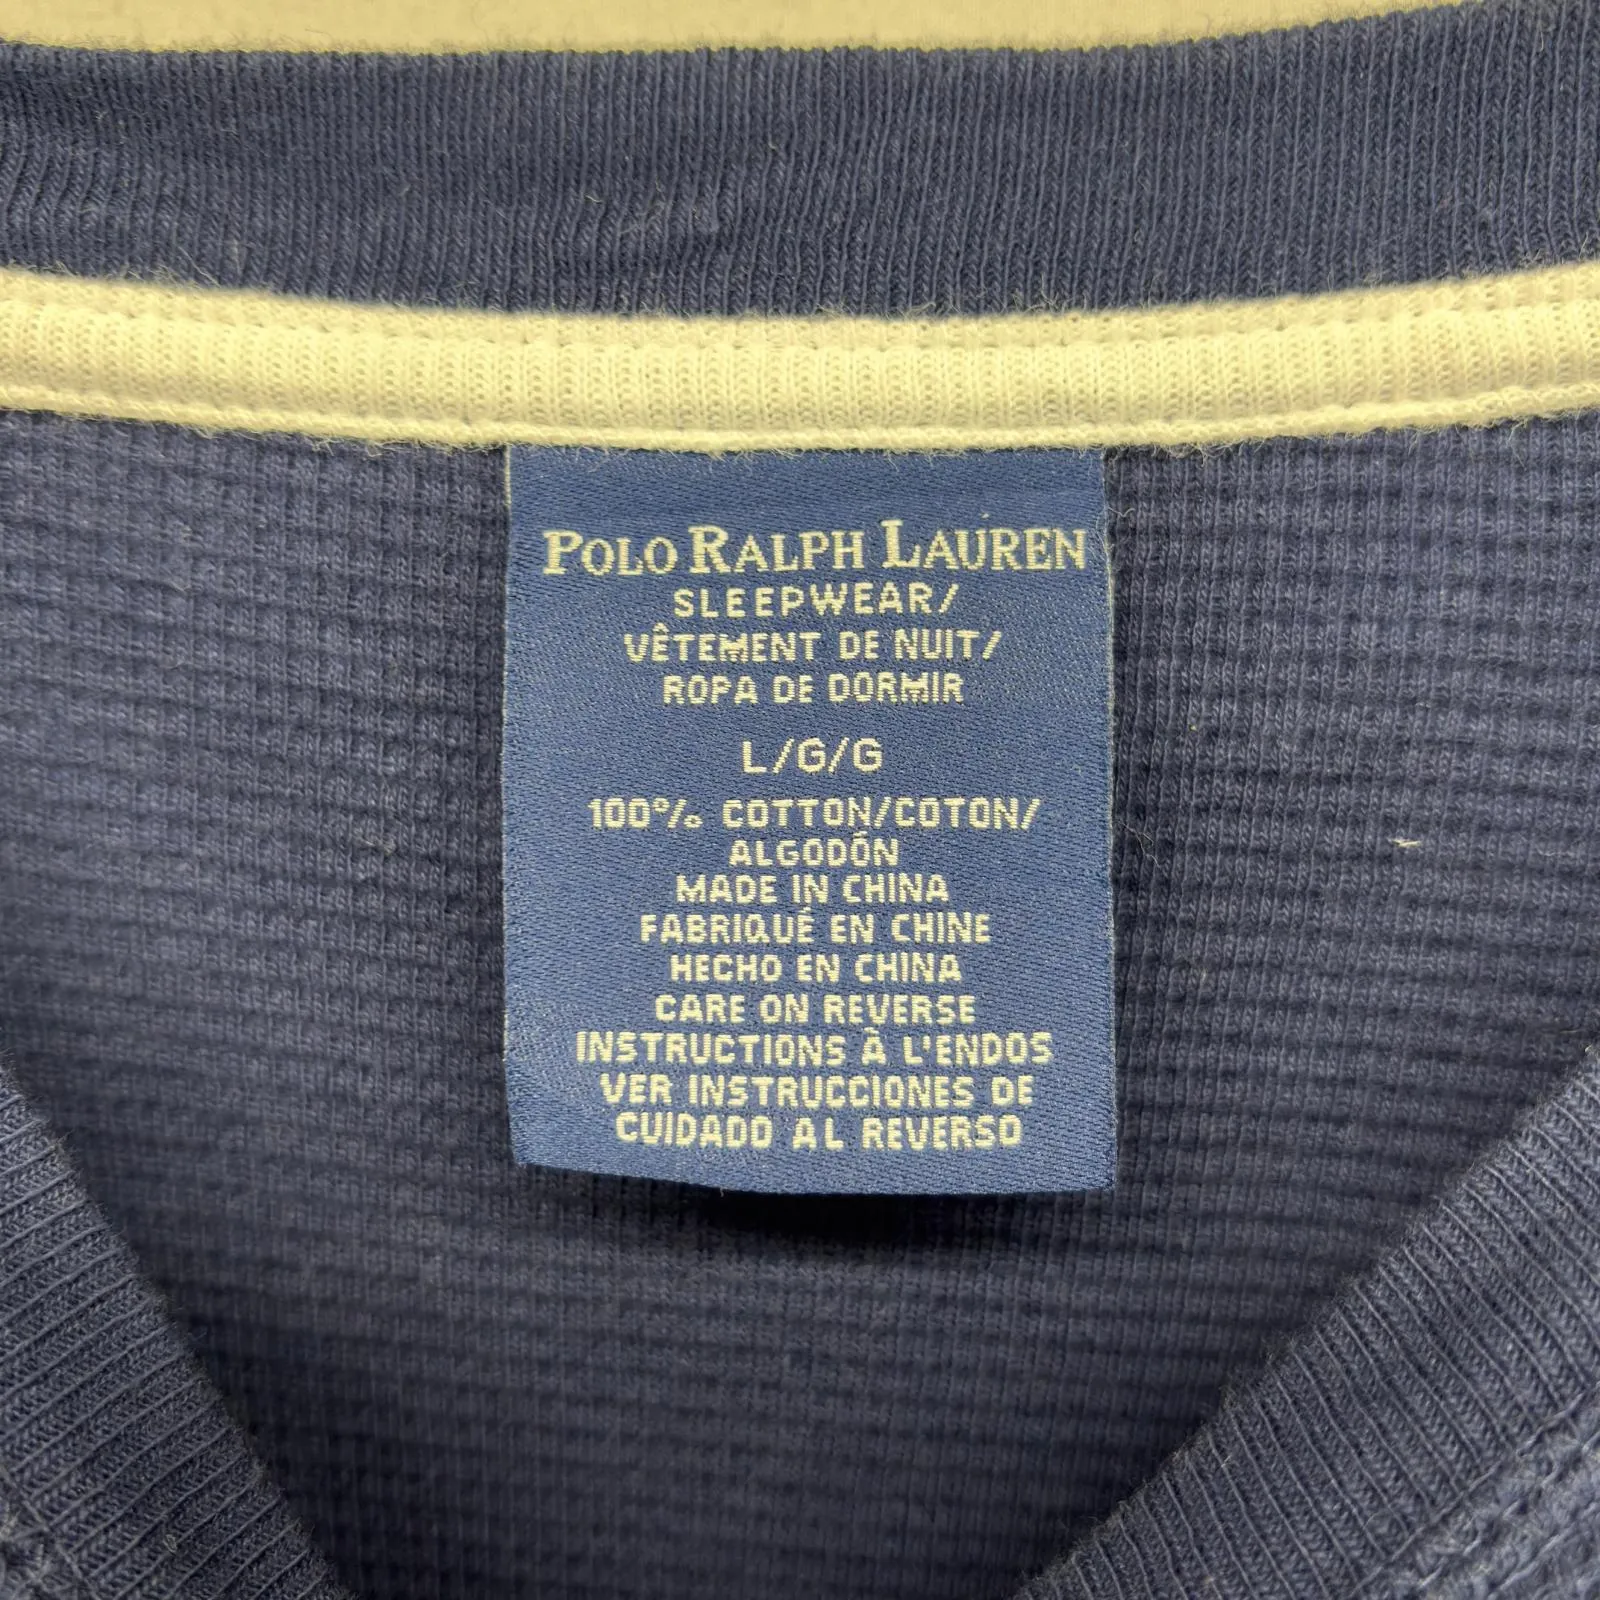 POLO RALPH LAUREN
SLEEPWEAR/
VÊTEMENT DE NUIT/
ROPA DE DORMIR
L/G/G
100% COTTON/COTON/
ALGODÓN
MADE IN CHINA
FABRIQUÉ EN CHINE
HECHO EN CHINA
CARE ON REVERSE
INSTRUCTIONS À L'ENDOS
VER INSTRUCCIONES DE
CUIDADO AL REVERSO